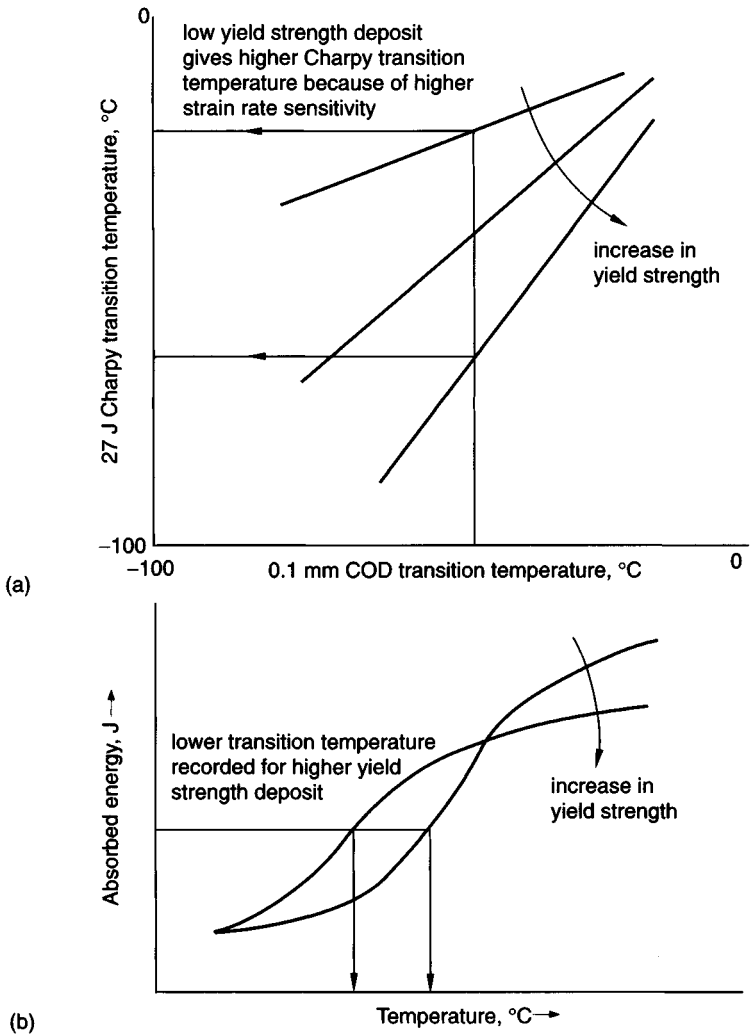 0
low yield strength deposit
gives higher Charpy transition
temperature because of higher
strain rate sensitivity
27 J Charpy transition temperature, °C
increase in
yield strength
−100
−100
0.1 mm COD transition temperature, °C
0
(a)
Absorbed energy, J
lower transition temperature
recorded for higher yield
strength deposit
increase in
yield strength
Temperature, °C
(b)